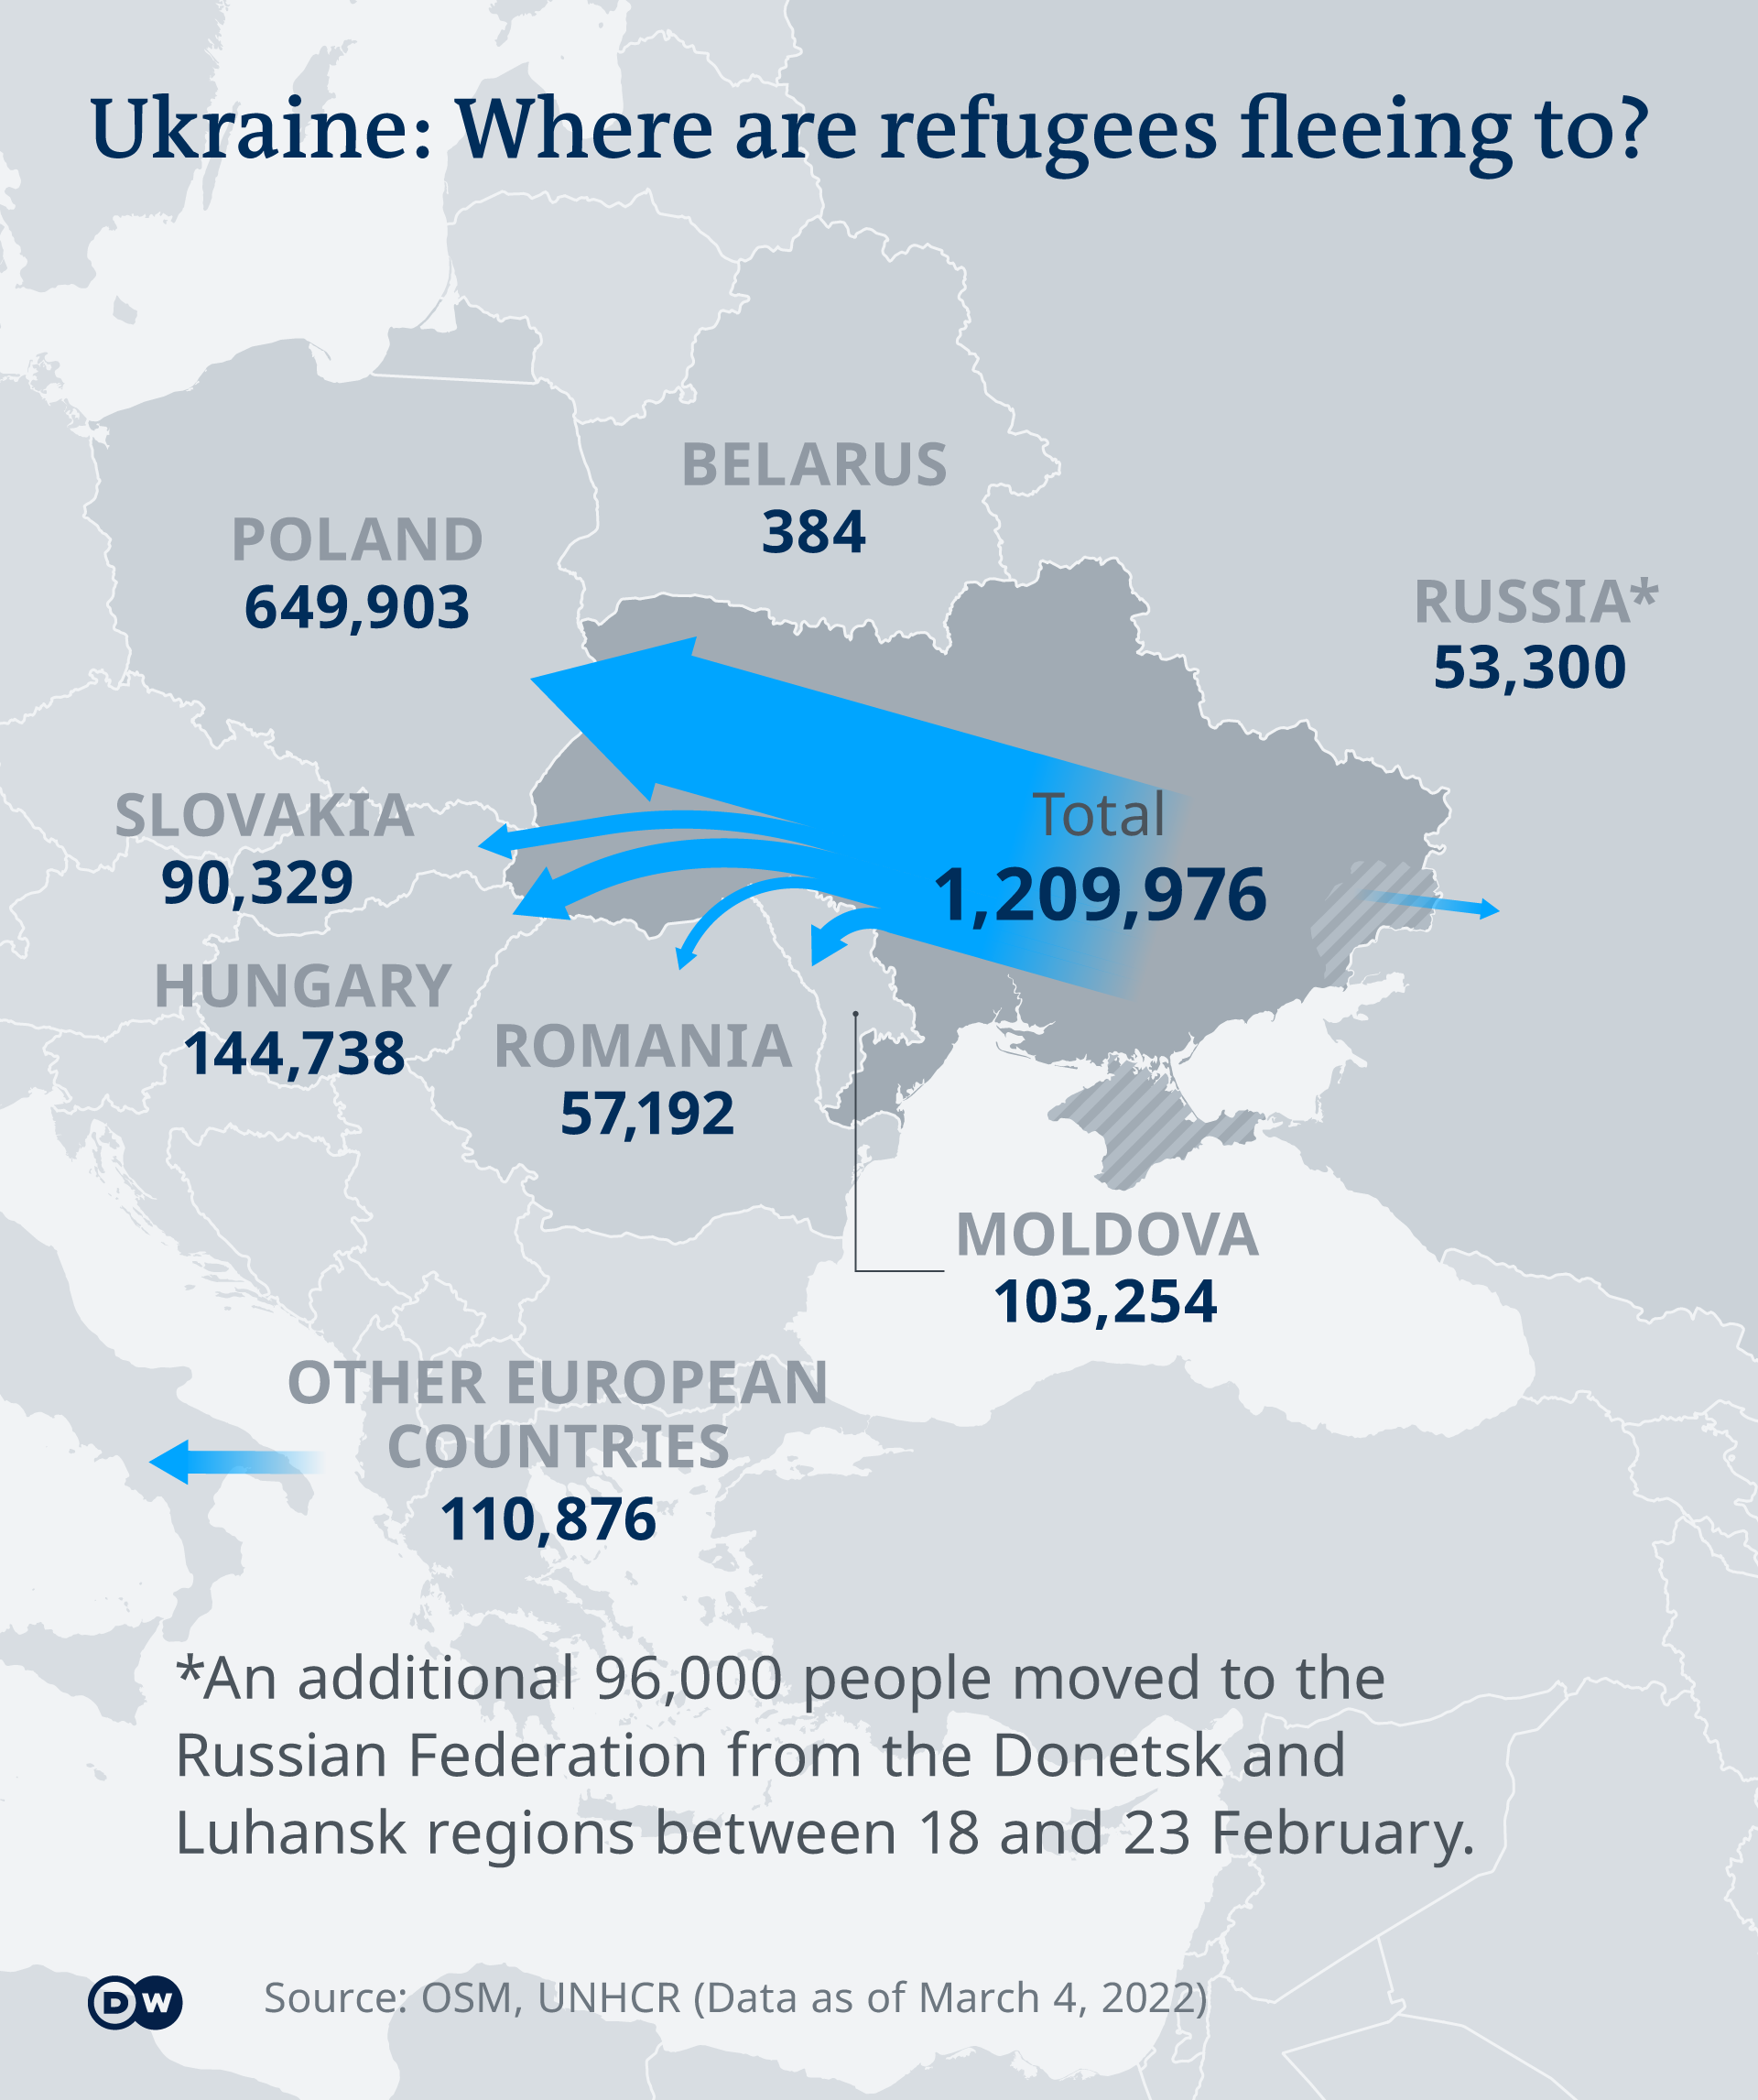 Ukraine: Where are refugees fleeing to?
BELARUS
384
POLAND
649,903
RUSSIA*
53,300
SLOVAKIA
90,329
Total
1,209,976
HUNGARY
144,738
ROMANIA
57,192
MOLDOVA
103,254
OTHER EUROPEAN
COUNTRIES
110,876
*An additional 96,000 people moved to the
Russian Federation from the Donetsk and
Luhansk regions between 18 and 23 February.
DW
Source: OSM, UNHCR (Data as of March 4, 2022)